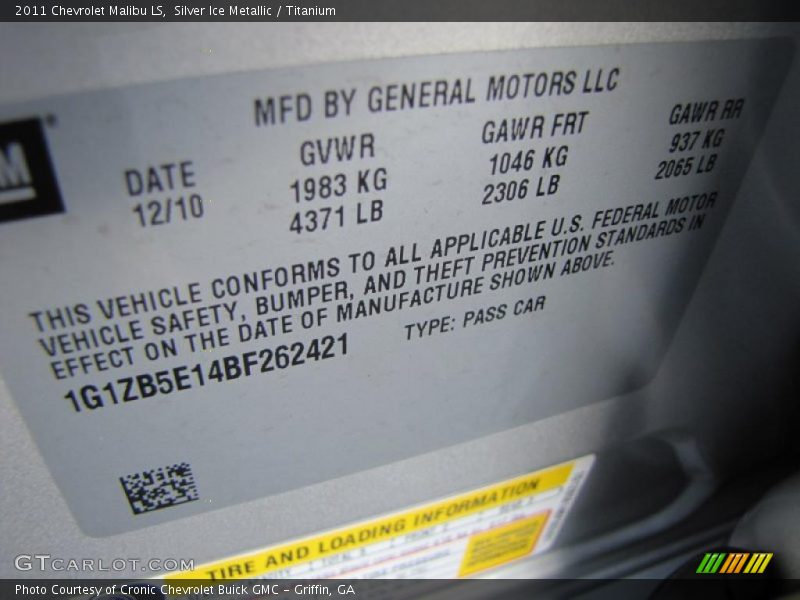 2011 Chevrolet Malibu LS, Silver Ice Metallic / Titanium
MFD BY GENERAL MOTORS LLC
DATE GVWR GAWR FRT GAWR RR
12/10 1983 KG 1046 KG 937 KG
4371 LB 2306 LB 2065 LB
THIS VEHICLE CONFORMS TO ALL APPLICABLE U.S. FEDERAL MOTOR
VEHICLE SAFETY, BUMPER, AND THEFT PREVENTION STANDARDS IN
EFFECT ON THE DATE OF MANUFACTURE SHOWN ABOVE.
1G1ZB5E14BF262421 TYPE: PASS CAR
TIRE AND LOADING INFORMATION
GTCARLOT.COM
Photo Courtesy of Cronic Chevrolet Buick GMC - Griffin, GA